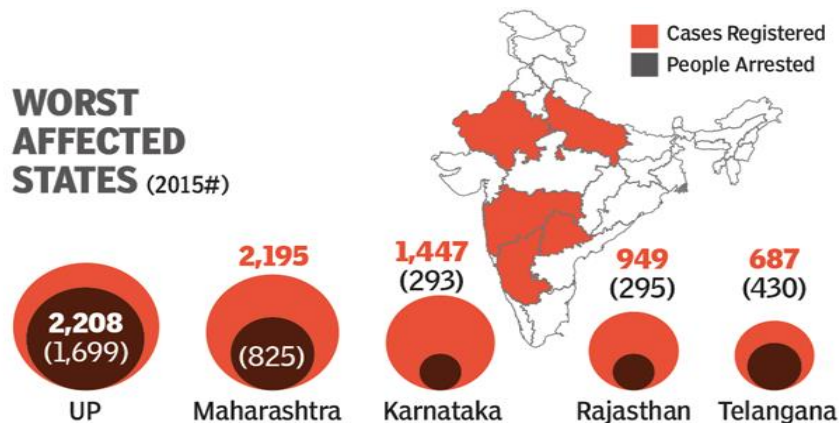 Cases Registered
People Arrested
WORST
AFFECTED
STATES (2015#)
2,208
(1,699)
UP
2,195
(825)
Maharashtra
1,447
(293)
Karnataka
949
(295)
Rajasthan
687
(430)
Telangana